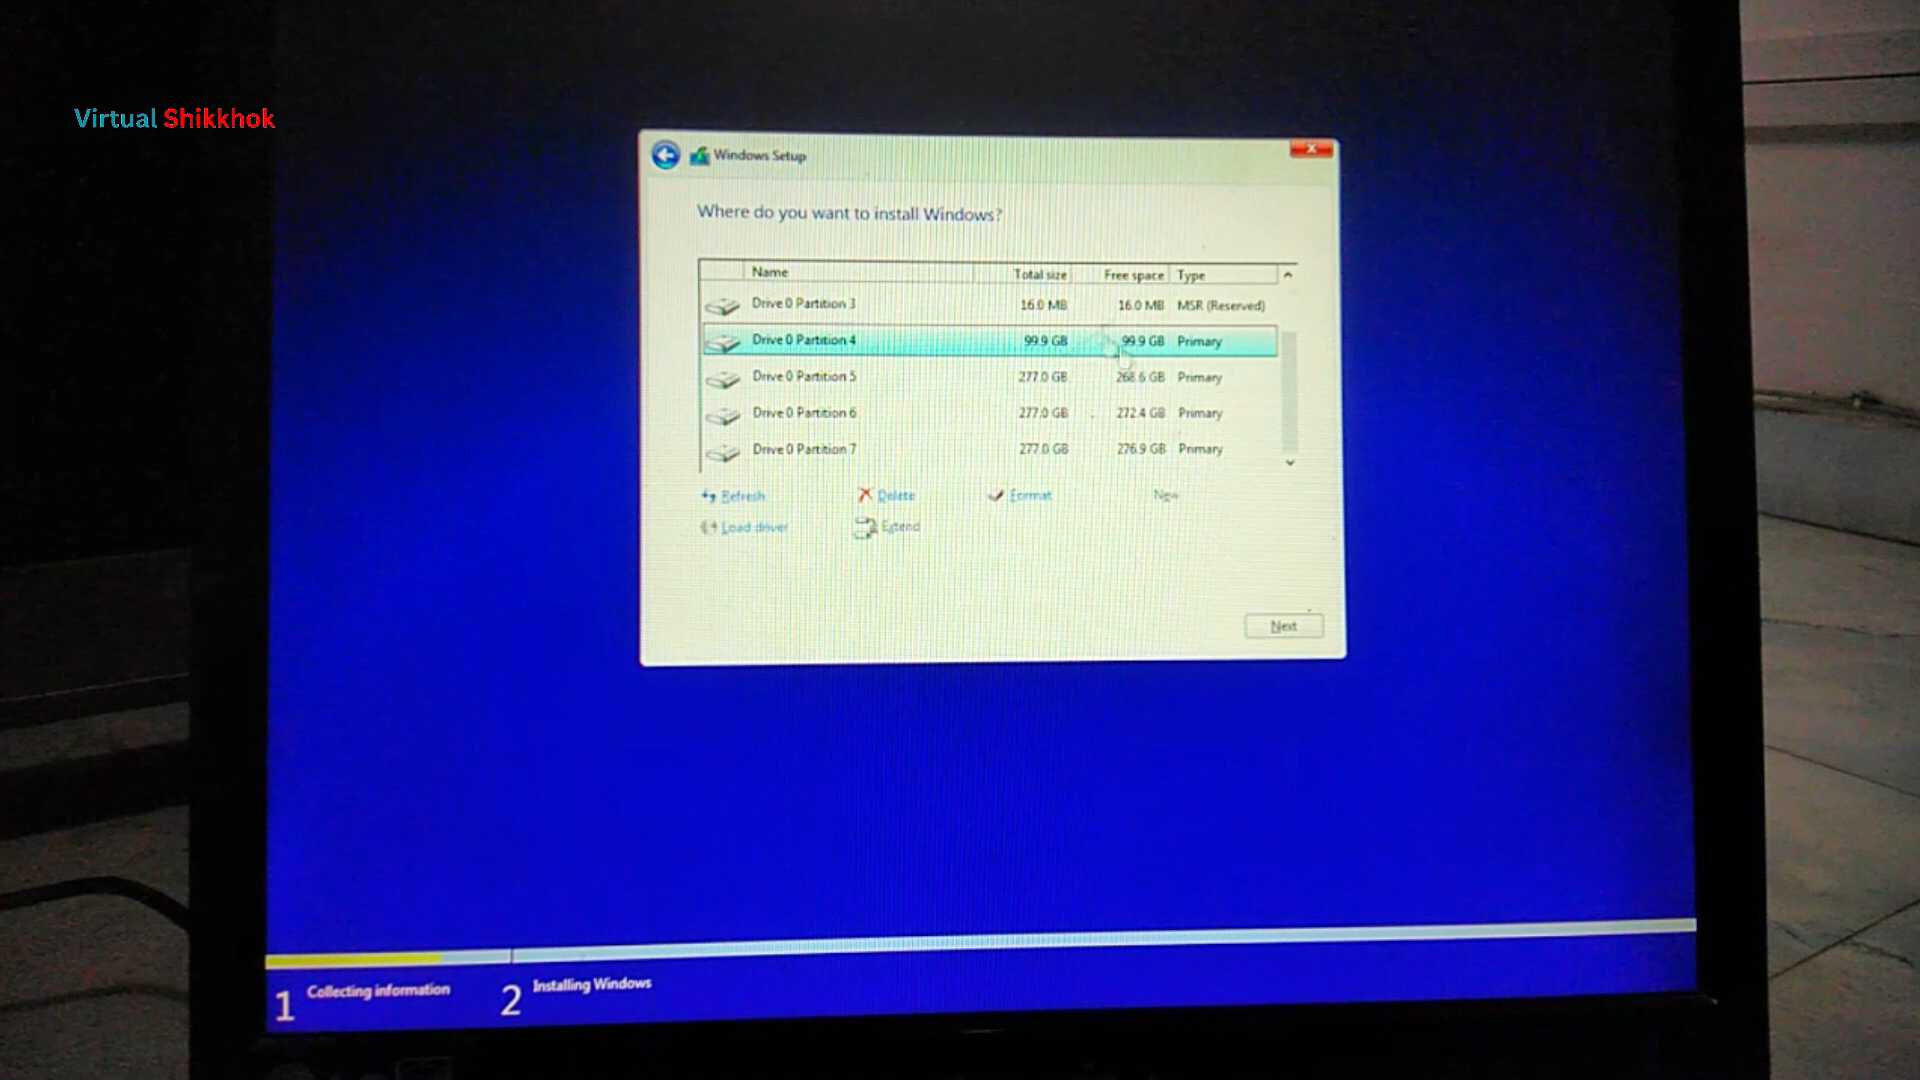 Virtual Shikkhok
Windows Setup
Where do you want to install Windows?
Name Total size Free space Type
Drive 0 Partition 3 16.0 MB 16.0 MB MSR (Reserved)
Drive 0 Partition 4 99.9 GB 99.9 GB Primary
Drive 0 Partition 5 277.0 GB 268.6 GB Primary
Drive 0 Partition 6 277.0 GB 272.4 GB Primary
Drive 0 Partition 7 277.0 GB 276.9 GB Primary
Refresh Delete Format New
Load driver Extend
Next
1 Collecting information 2 Installing Windows